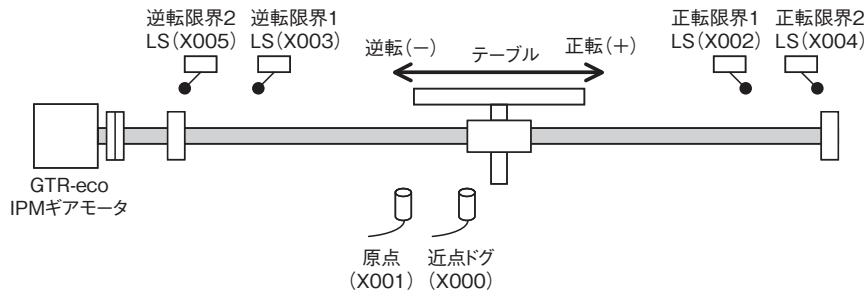 逆転限界2
LS(X005)
逆転限界1
LS(X003)
逆転(−)
テーブル
正転(+)
正転限界1
LS(X002)
正転限界2
LS(X004)
GTR-eco
IPMギアモータ
原点
(X001)
近点ドグ
(X000)